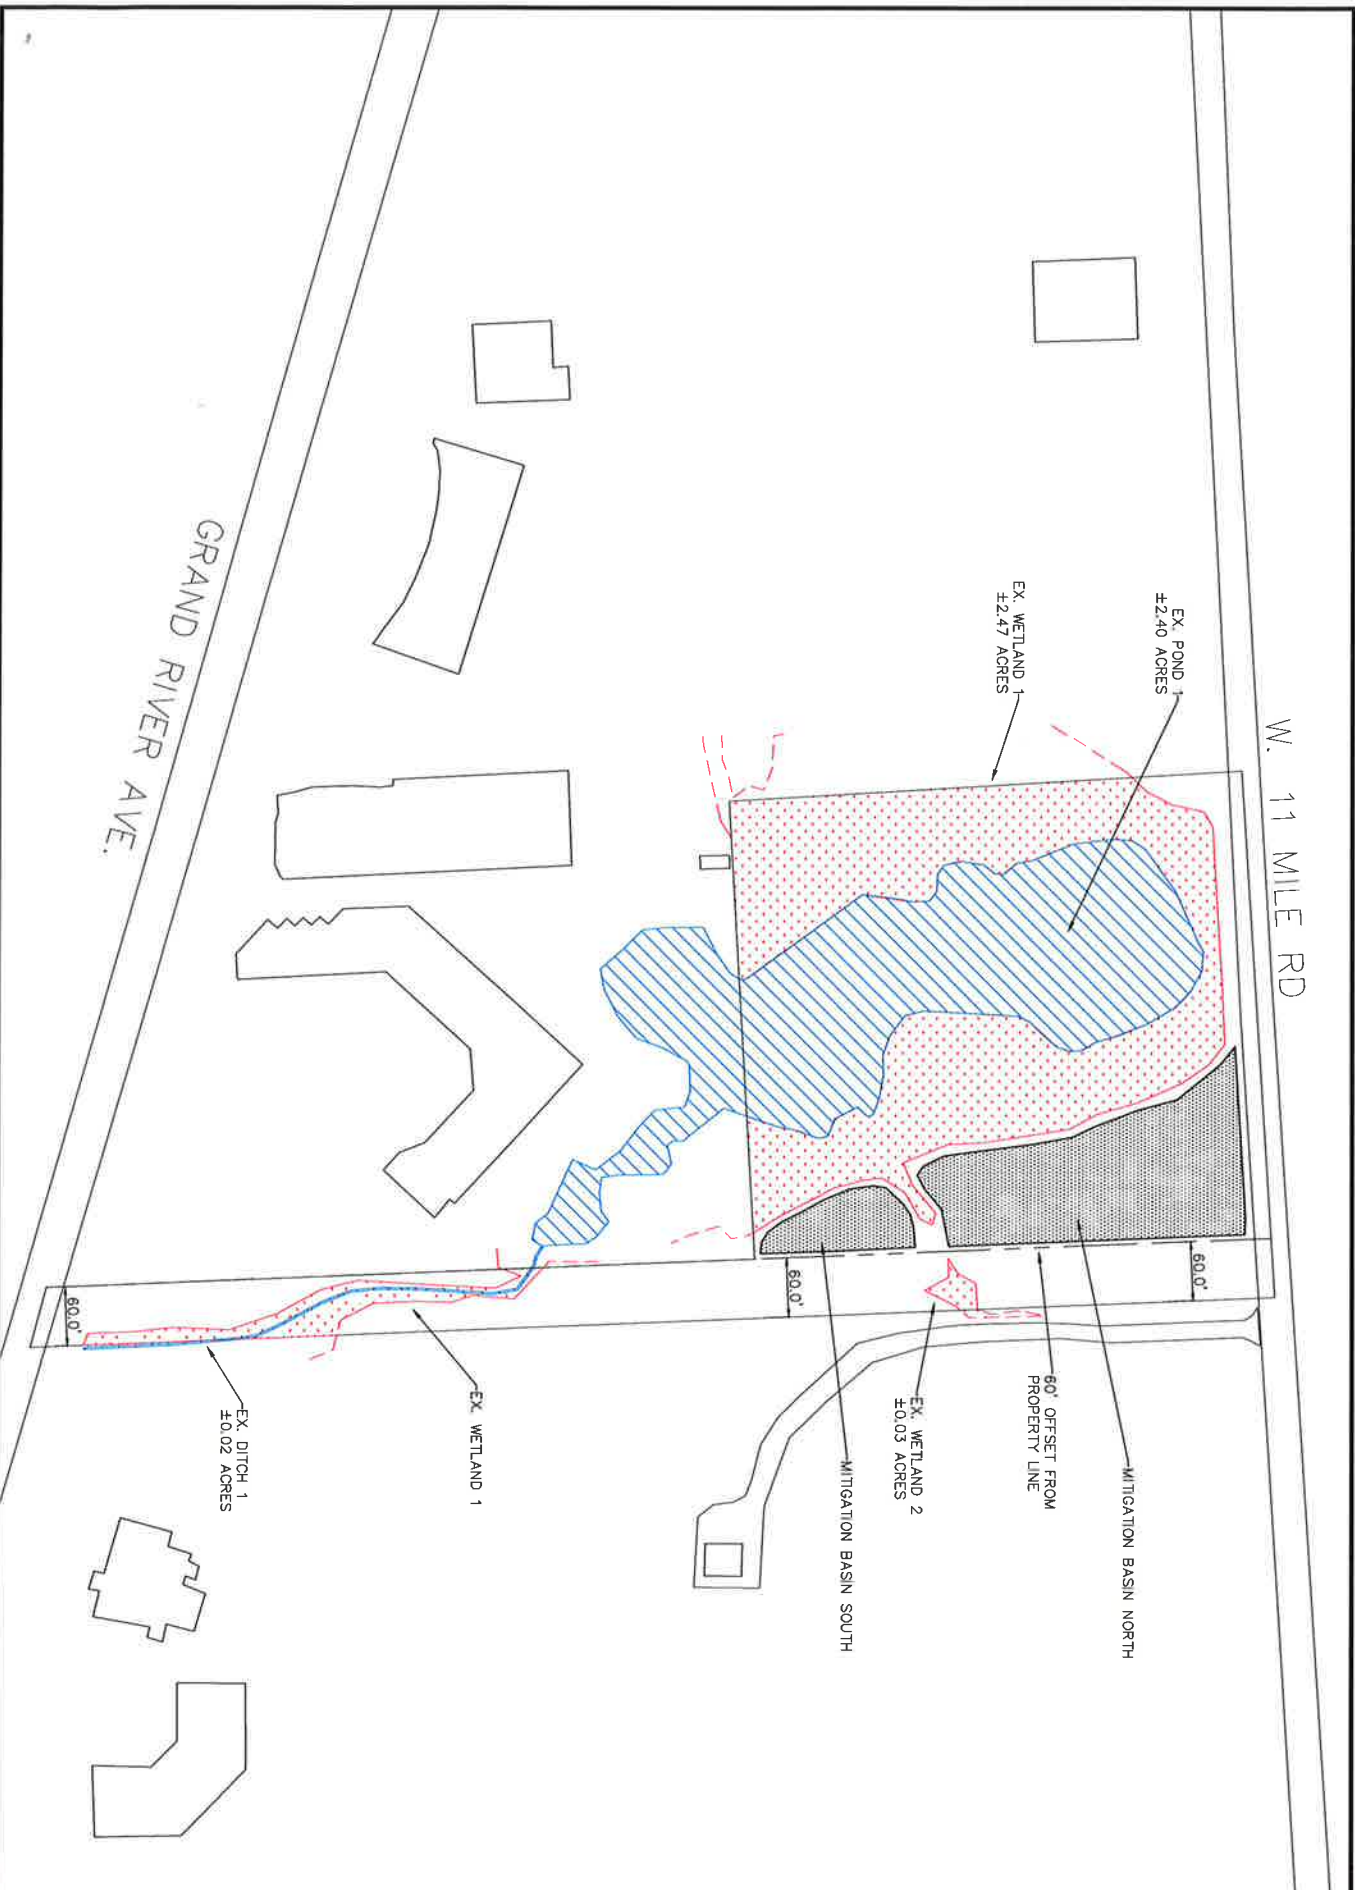 W. 11 MILE RD
EX. POND 1
±2.40 ACRES
EX. WETLAND 1
±2.47 ACRES
60.0'
MITIGATION BASIN NORTH
60' OFFSET FROM
PROPERTY LINE
EX. WETLAND 2
±0.03 ACRES
60.0'
MITIGATION BASIN SOUTH
EX. WETLAND 1
EX. DITCH 1
±0.02 ACRES
60.0'
GRAND RIVER AVE.